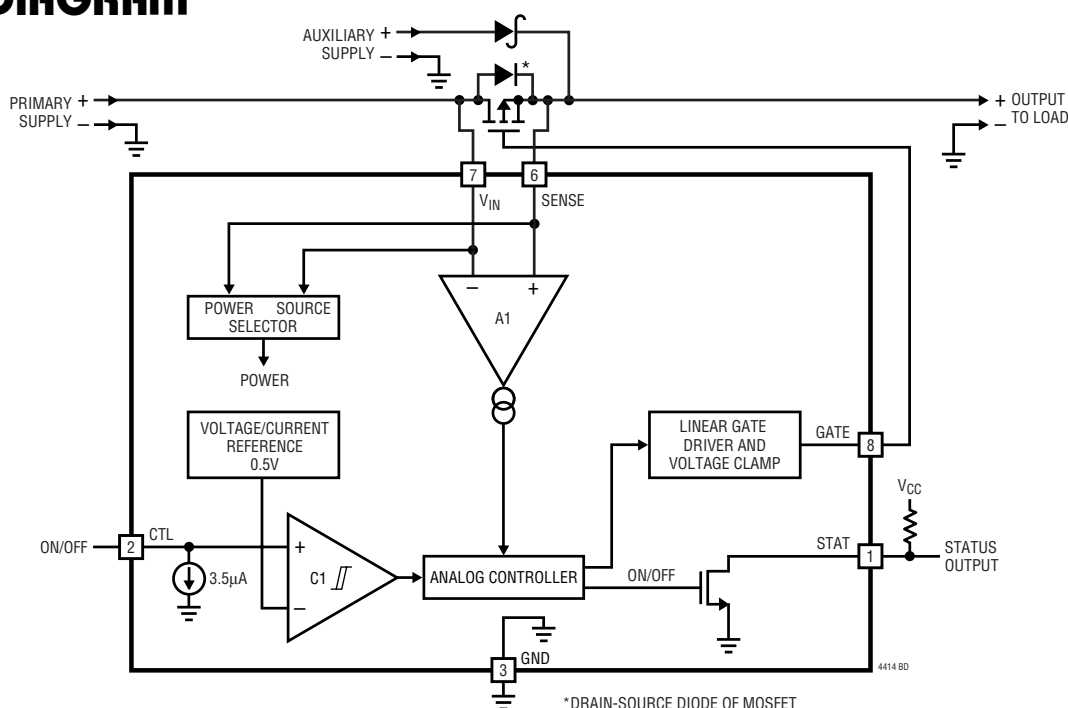 DIAGRAM
AUXILIARY +
SUPPLY –
*
PRIMARY +
SUPPLY –
+ OUTPUT
– TO LOAD
7
6
VIN
SENSE
– +
A1
POWER SOURCE
SELECTOR
POWER
VOLTAGE/CURRENT
REFERENCE
0.5V
LINEAR GATE
DRIVER AND
VOLTAGE CLAMP
GATE
8
VCC
ON/OFF
2
CTL
+
3.5µA
C1
–
ANALOG CONTROLLER
ON/OFF
STAT
1
STATUS
OUTPUT
3
GND
4414 BD
*DRAIN-SOURCE DIODE OF MOSFET